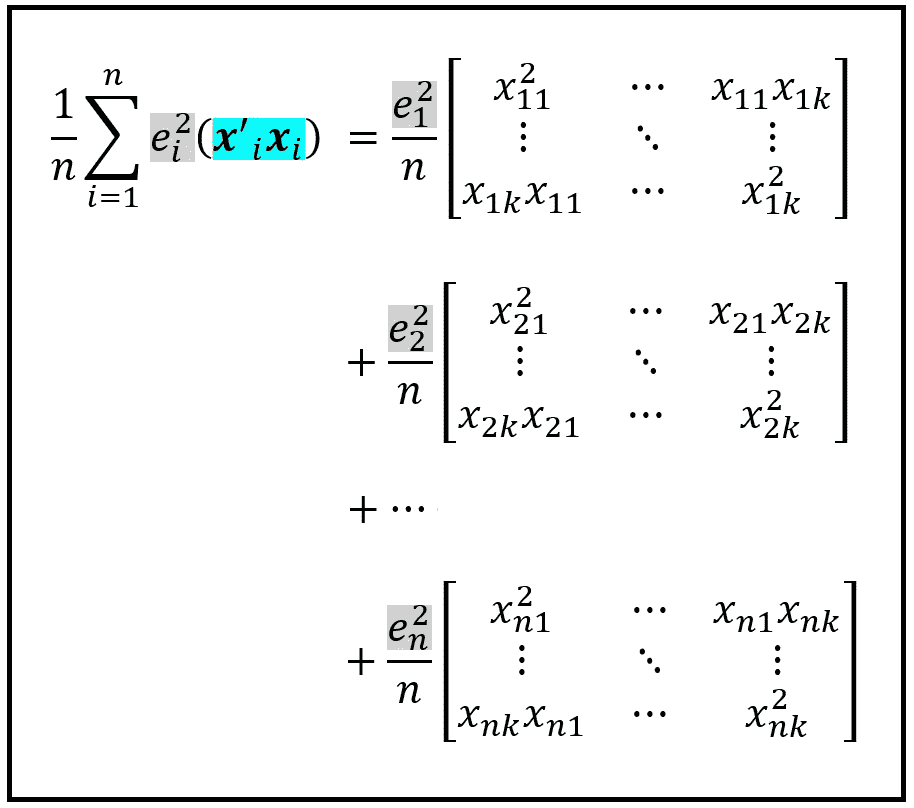 $\frac{1}{n}\sum_{i=1}^{n} e_i^2(\boldsymbol{x'}_i\boldsymbol{x}_i) = \frac{e_1^2}{n}\begin{bmatrix} x_{11}^2 & \cdots & x_{11}x_{1k} \\ \vdots & \ddots & \vdots \\ x_{1k}x_{11} & \cdots & x_{1k}^2 \end{bmatrix}$
$+ \frac{e_2^2}{n}\begin{bmatrix} x_{21}^2 & \cdots & x_{21}x_{2k} \\ \vdots & \ddots & \vdots \\ x_{2k}x_{21} & \cdots & x_{2k}^2 \end{bmatrix}$
$+ \cdots$
$+ \frac{e_n^2}{n}\begin{bmatrix} x_{n1}^2 & \cdots & x_{n1}x_{nk} \\ \vdots & \ddots & \vdots \\ x_{nk}x_{n1} & \cdots & x_{nk}^2 \end{bmatrix}$